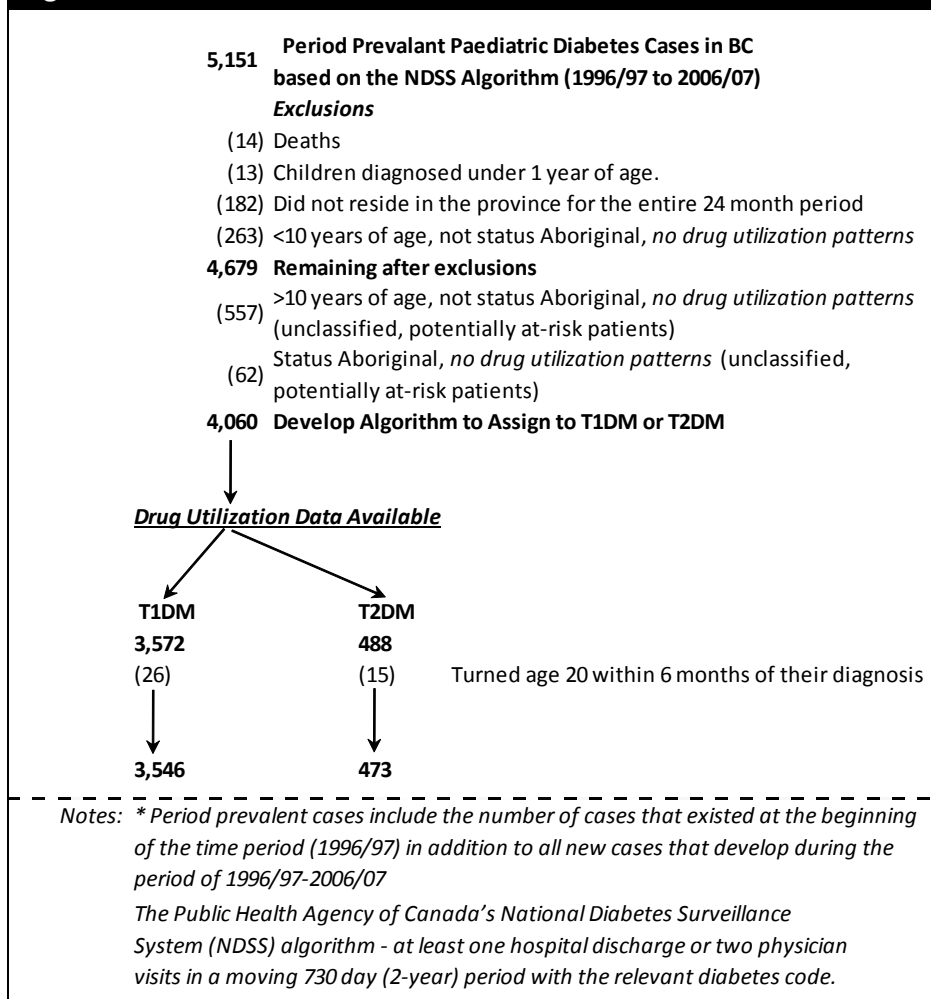 5,151 Period Prevalant Paediatric Diabetes Cases in BC
based on the NDSS Algorithm (1996/97 to 2006/07)
Exclusions
(14) Deaths
(13) Children diagnosed under 1 year of age.
(182) Did not reside in the province for the entire 24 month period
(263) <10 years of age, not status Aboriginal, no drug utilization patterns
4,679 Remaining after exclusions
(557) >10 years of age, not status Aboriginal, no drug utilization patterns
(unclassified, potentially at-risk patients)
(62) Status Aboriginal, no drug utilization patterns (unclassified,
potentially at-risk patients)
4,060 Develop Algorithm to Assign to T1DM or T2DM
Drug Utilization Data Available
T1DM T2DM
3,572 488
(26) (15) Turned age 20 within 6 months of their diagnosis
3,546 473
Notes: * Period prevalent cases include the number of cases that existed at the beginning
of the time period (1996/97) in addition to all new cases that develop during the
period of 1996/97-2006/07
The Public Health Agency of Canada's National Diabetes Surveillance
System (NDSS) algorithm - at least one hospital discharge or two physician
visits in a moving 730 day (2-year) period with the relevant diabetes code.